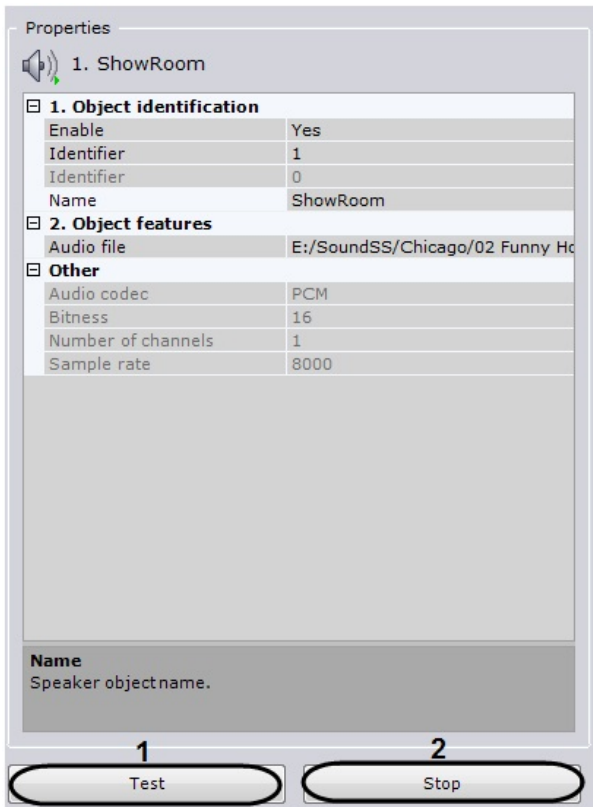 Properties
1. ShowRoom
1. Object identification
Enable Yes
Identifier 1
Identifier 0
Name ShowRoom
2. Object features
Audio file E:/SoundSS/Chicago/02 Funny Ho
Other
Audio codec PCM
Bitness 16
Number of channels 1
Sample rate 8000
Name
Speaker object name.
1 2
Test Stop